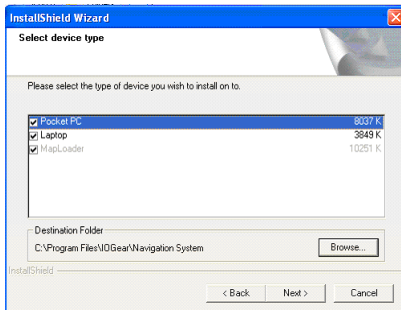 InstallShield Wizard
Select device type
Please select the type of device you wish to install on to.
Pocket PC 8037 K
Laptop 3849 K
MapLoader 10251 K
Destination Folder
C:\Program Files\IOGear\Navigation System
Browse...
InstallShield
< Back Next > Cancel